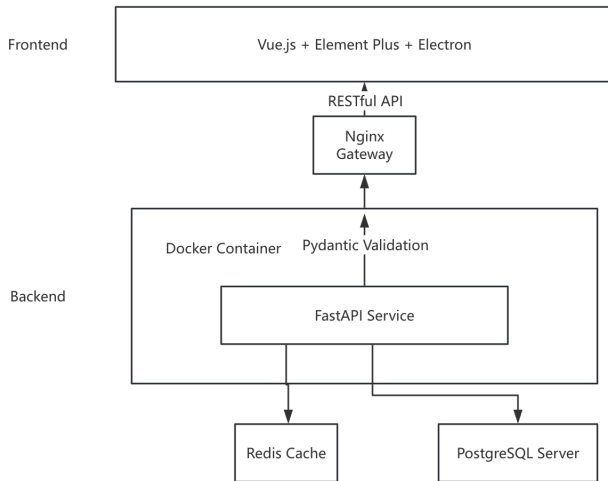 Frontend
Vue.js + Element Plus + Electron
RESTful API
Nginx
Gateway
Docker Container
Pydantic Validation
Backend
FastAPI Service
Redis Cache
PostgreSQL Server